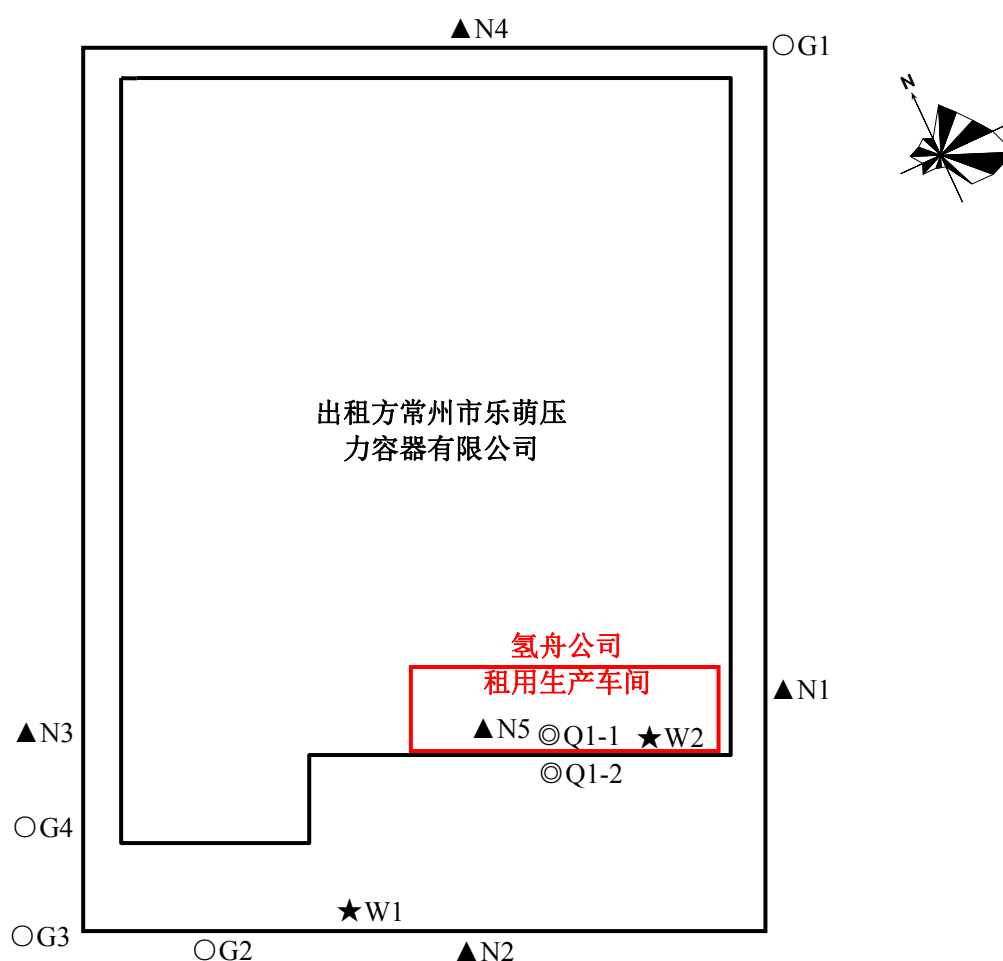 ▲N4
○G1
N
出租方常州市乐萌压
力容器有限公司
氢舟公司
租用生产车间
▲N1
▲N3
▲N5
◎Q1-1
★W2
◎Q1-2
○G4
★W1
○G3
○G2
▲N2